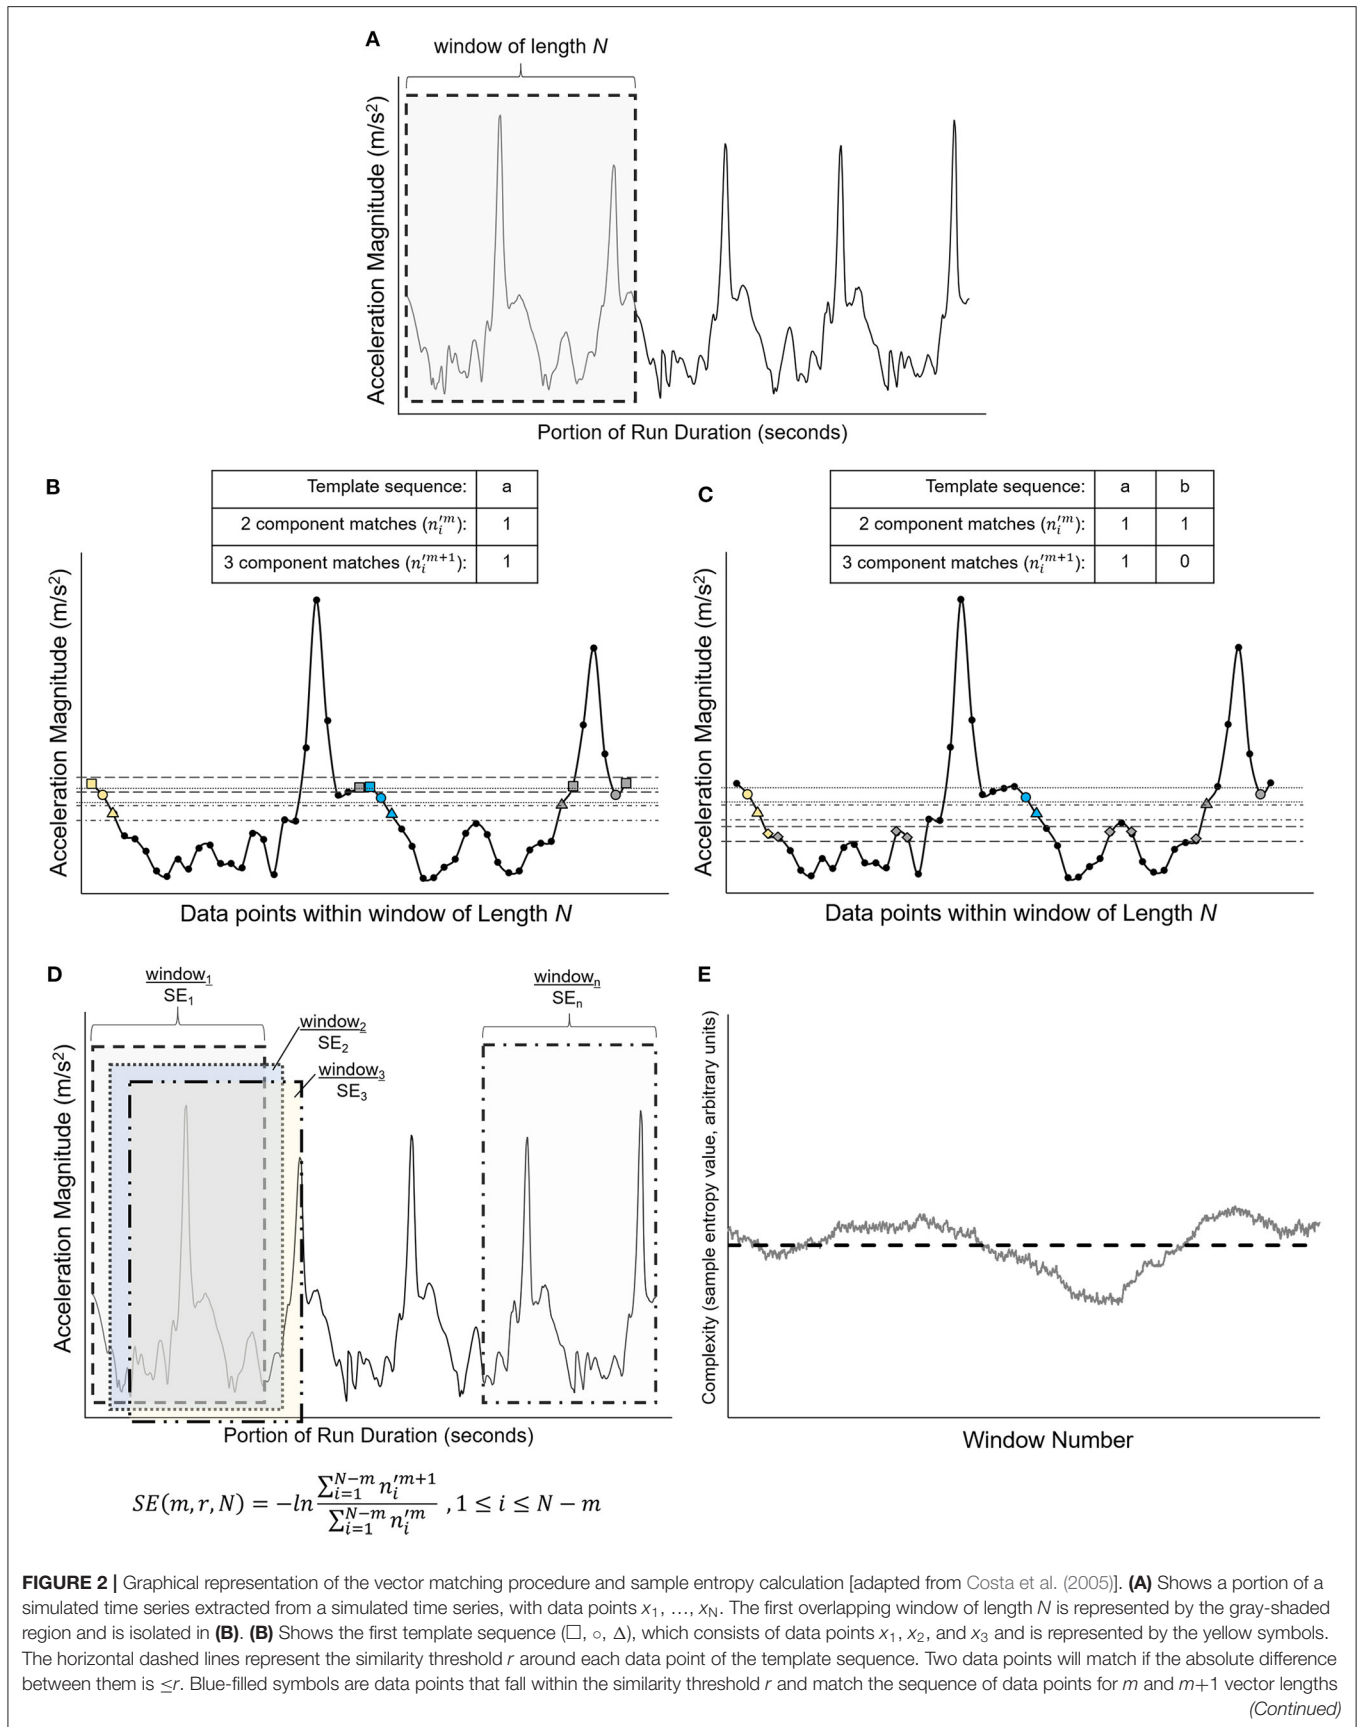 A
window of length N
Acceleration Magnitude (m/s²)
Portion of Run Duration (seconds)
B
Template sequence: a
2 component matches (n′ᵢᵐ): 1
3 component matches (n′ᵢᵐ⁺¹): 1
Acceleration Magnitude (m/s²)
Data points within window of Length N
C
Template sequence: a b
2 component matches (n′ᵢᵐ): 1 1
3 component matches (n′ᵢᵐ⁺¹): 1 0
Acceleration Magnitude (m/s²)
Data points within window of Length N
D
window₁
SE₁
window₂
SE₂
window₃
SE₃
windowₙ
SEₙ
Acceleration Magnitude (m/s²)
Portion of Run Duration (seconds)
E
Complexity (sample entropy value, arbitrary units)
Window Number
SE(m, r, N) = −ln (∑ᵢ₌₁ᴺ⁻ᵐ n′ᵢᵐ⁺¹) / (∑ᵢ₌₁ᴺ⁻ᵐ n′ᵢᵐ) , 1 ≤ i ≤ N − m
FIGURE 2 | Graphical representation of the vector matching procedure and sample entropy calculation [adapted from Costa et al. (2005)]. (A) Shows a portion of a
simulated time series extracted from a simulated time series, with data points x₁, ..., x_N. The first overlapping window of length N is represented by the gray-shaded
region and is isolated in (B). (B) Shows the first template sequence (□, ○, Δ), which consists of data points x₁, x₂, and x₃ and is represented by the yellow symbols.
The horizontal dashed lines represent the similarity threshold r around each data point of the template sequence. Two data points will match if the absolute difference
between them is ≤r. Blue-filled symbols are data points that fall within the similarity threshold r and match the sequence of data points for m and m+1 vector lengths
(Continued)